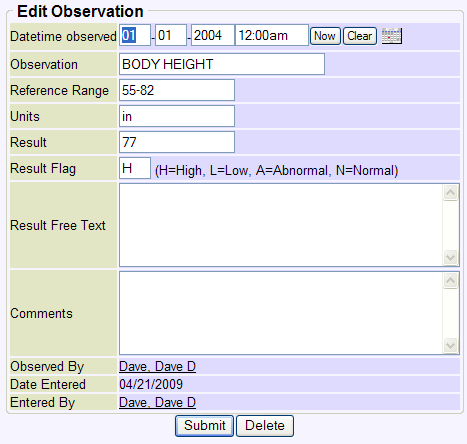 Edit Observation
Datetime observed 01 - 01 - 2004 12:00am Now Clear
Observation BODY HEIGHT
Reference Range 55-82
Units in
Result 77
Result Flag H (H=High, L=Low, A=Abnormal, N=Normal)
Result Free Text
Comments
Observed By Dave, Dave D
Date Entered 04/21/2009
Entered By Dave, Dave D
Submit Delete